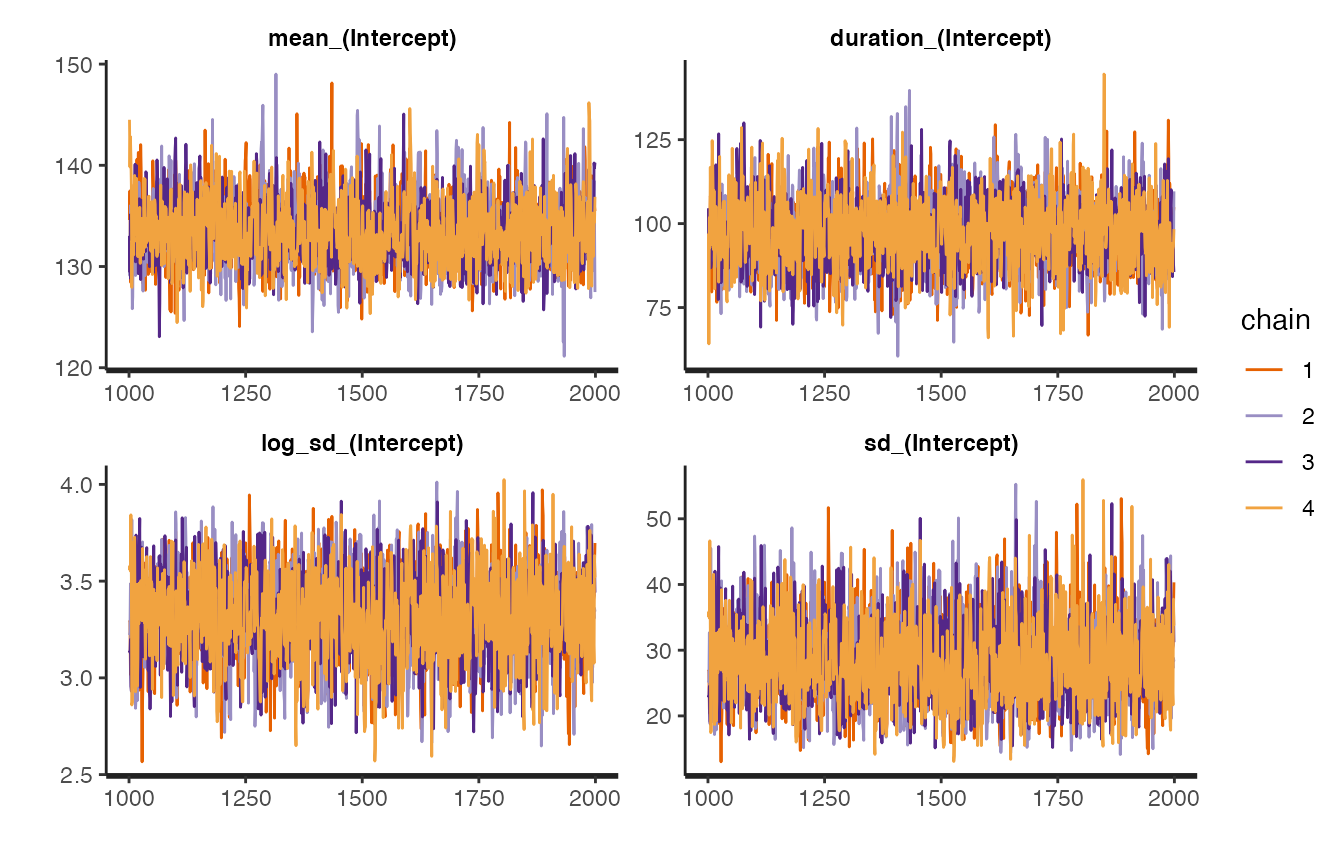 mean_(Intercept)
150
140
130
120
1000 1250 1500 1750 2000
duration_(Intercept)
125
100
75
1000 1250 1500 1750 2000
log_sd_(Intercept)
4.0
3.5
3.0
2.5
1000 1250 1500 1750 2000
sd_(Intercept)
50
40
30
20
1000 1250 1500 1750 2000
chain
1
2
3
4